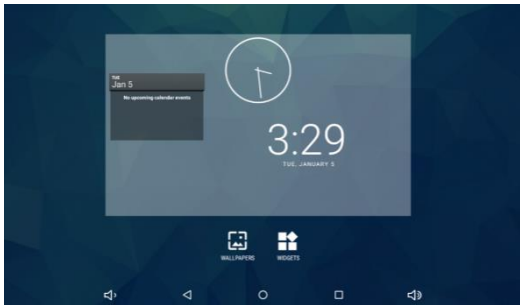 TUE
Jan 5
No upcoming calendar events
3:29
TUE, JANUARY 5
WALLPAPERS
WIDGETS